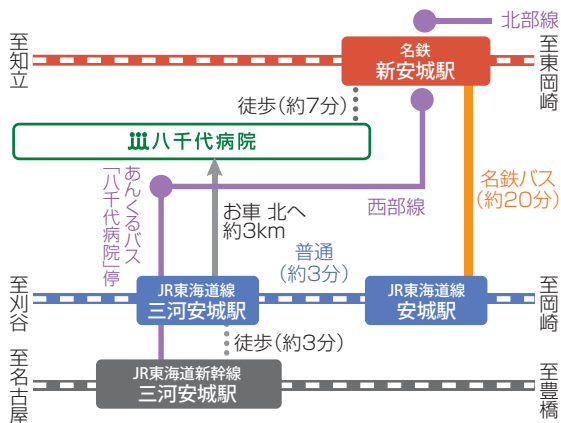 北部線
至知立
名鉄
新安城駅
至東岡崎
徒歩(約7分)
八千代病院
あんくるバス
「八千代病院」停
お車 北へ
約3km
西部線
名鉄バス
(約20分)
普通
(約3分)
至刈谷
JR東海道線
三河安城駅
JR東海道線
安城駅
至岡崎
徒歩(約3分)
至名古屋
JR東海道新幹線
三河安城駅
至豊橋